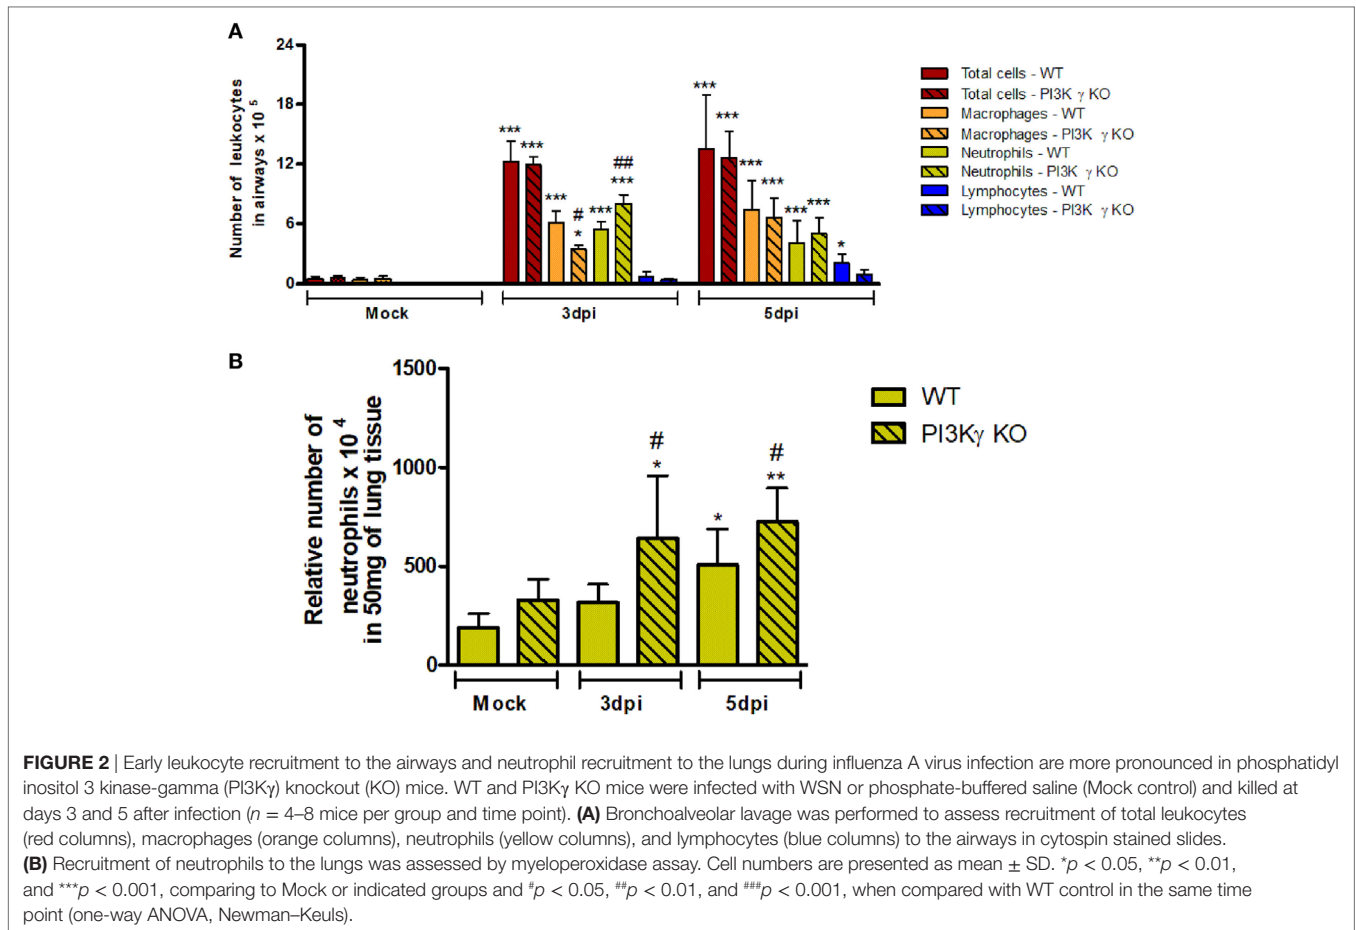 A
Number of leukocytes
in airways x 10 5
24
18
12
6
0
*** *** *** # * *** ## *** *** *** *** *** *** *** *
Mock 3dpi 5dpi
Total cells - WT
Total cells - PI3K γ KO
Macrophages - WT
Macrophages - PI3K γ KO
Neutrophils - WT
Neutrophils - PI3K γ KO
Lymphocytes - WT
Lymphocytes - PI3K γ KO
B
Relative number of
neutrophils x 10 4
in 50mg of lung tissue
1500
1000
500
0
# * * # **
Mock 3dpi 5dpi
WT
PI3Kγ KO
FIGURE 2 | Early leukocyte recruitment to the airways and neutrophil recruitment to the lungs during influenza A virus infection are more pronounced in phosphatidyl
inositol 3 kinase-gamma (PI3Kγ) knockout (KO) mice. WT and PI3Kγ KO mice were infected with WSN or phosphate-buffered saline (Mock control) and killed at
days 3 and 5 after infection (n = 4–8 mice per group and time point). (A) Bronchoalveolar lavage was performed to assess recruitment of total leukocytes
(red columns), macrophages (orange columns), neutrophils (yellow columns), and lymphocytes (blue columns) to the airways in cytospin stained slides.
(B) Recruitment of neutrophils to the lungs was assessed by myeloperoxidase assay. Cell numbers are presented as mean ± SD. *p < 0.05, **p < 0.01,
and ***p < 0.001, comparing to Mock or indicated groups and #p < 0.05, ##p < 0.01, and ###p < 0.001, when compared with WT control in the same time
point (one-way ANOVA, Newman–Keuls).